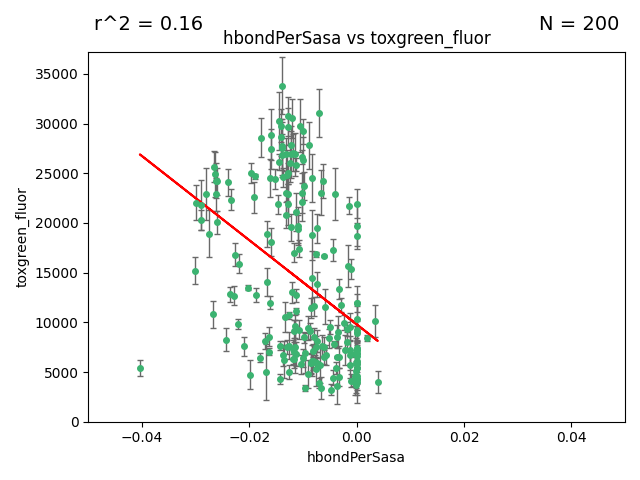 r^2 = 0.16
N = 200
hbondPerSasa vs toxgreen_fluor
35000
30000
25000
20000
15000
10000
5000
0
toxgreen_fluor
−0.04
−0.02
0.00
0.02
0.04
hbondPerSasa